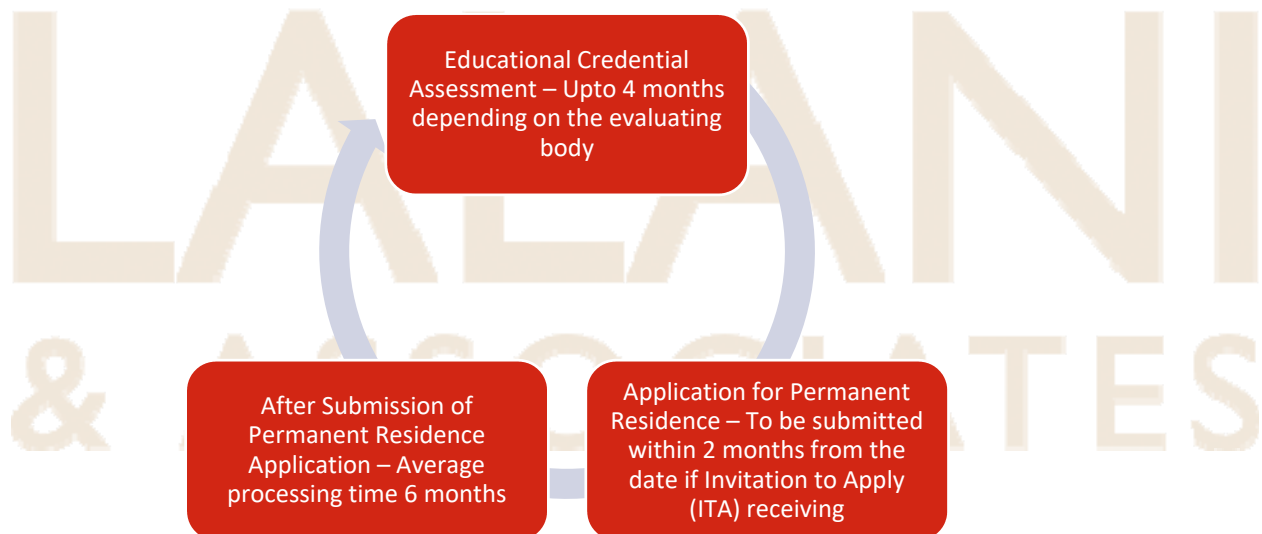 LALANI
& ASSOCIATES
Educational Credential
Assessment – Upto 4 months
depending on the evaluating
body
After Submission of
Permanent Residence
Application – Average
processing time 6 months
Application for Permanent
Residence – To be submitted
within 2 months from the
date if Invitation to Apply
(ITA) receiving